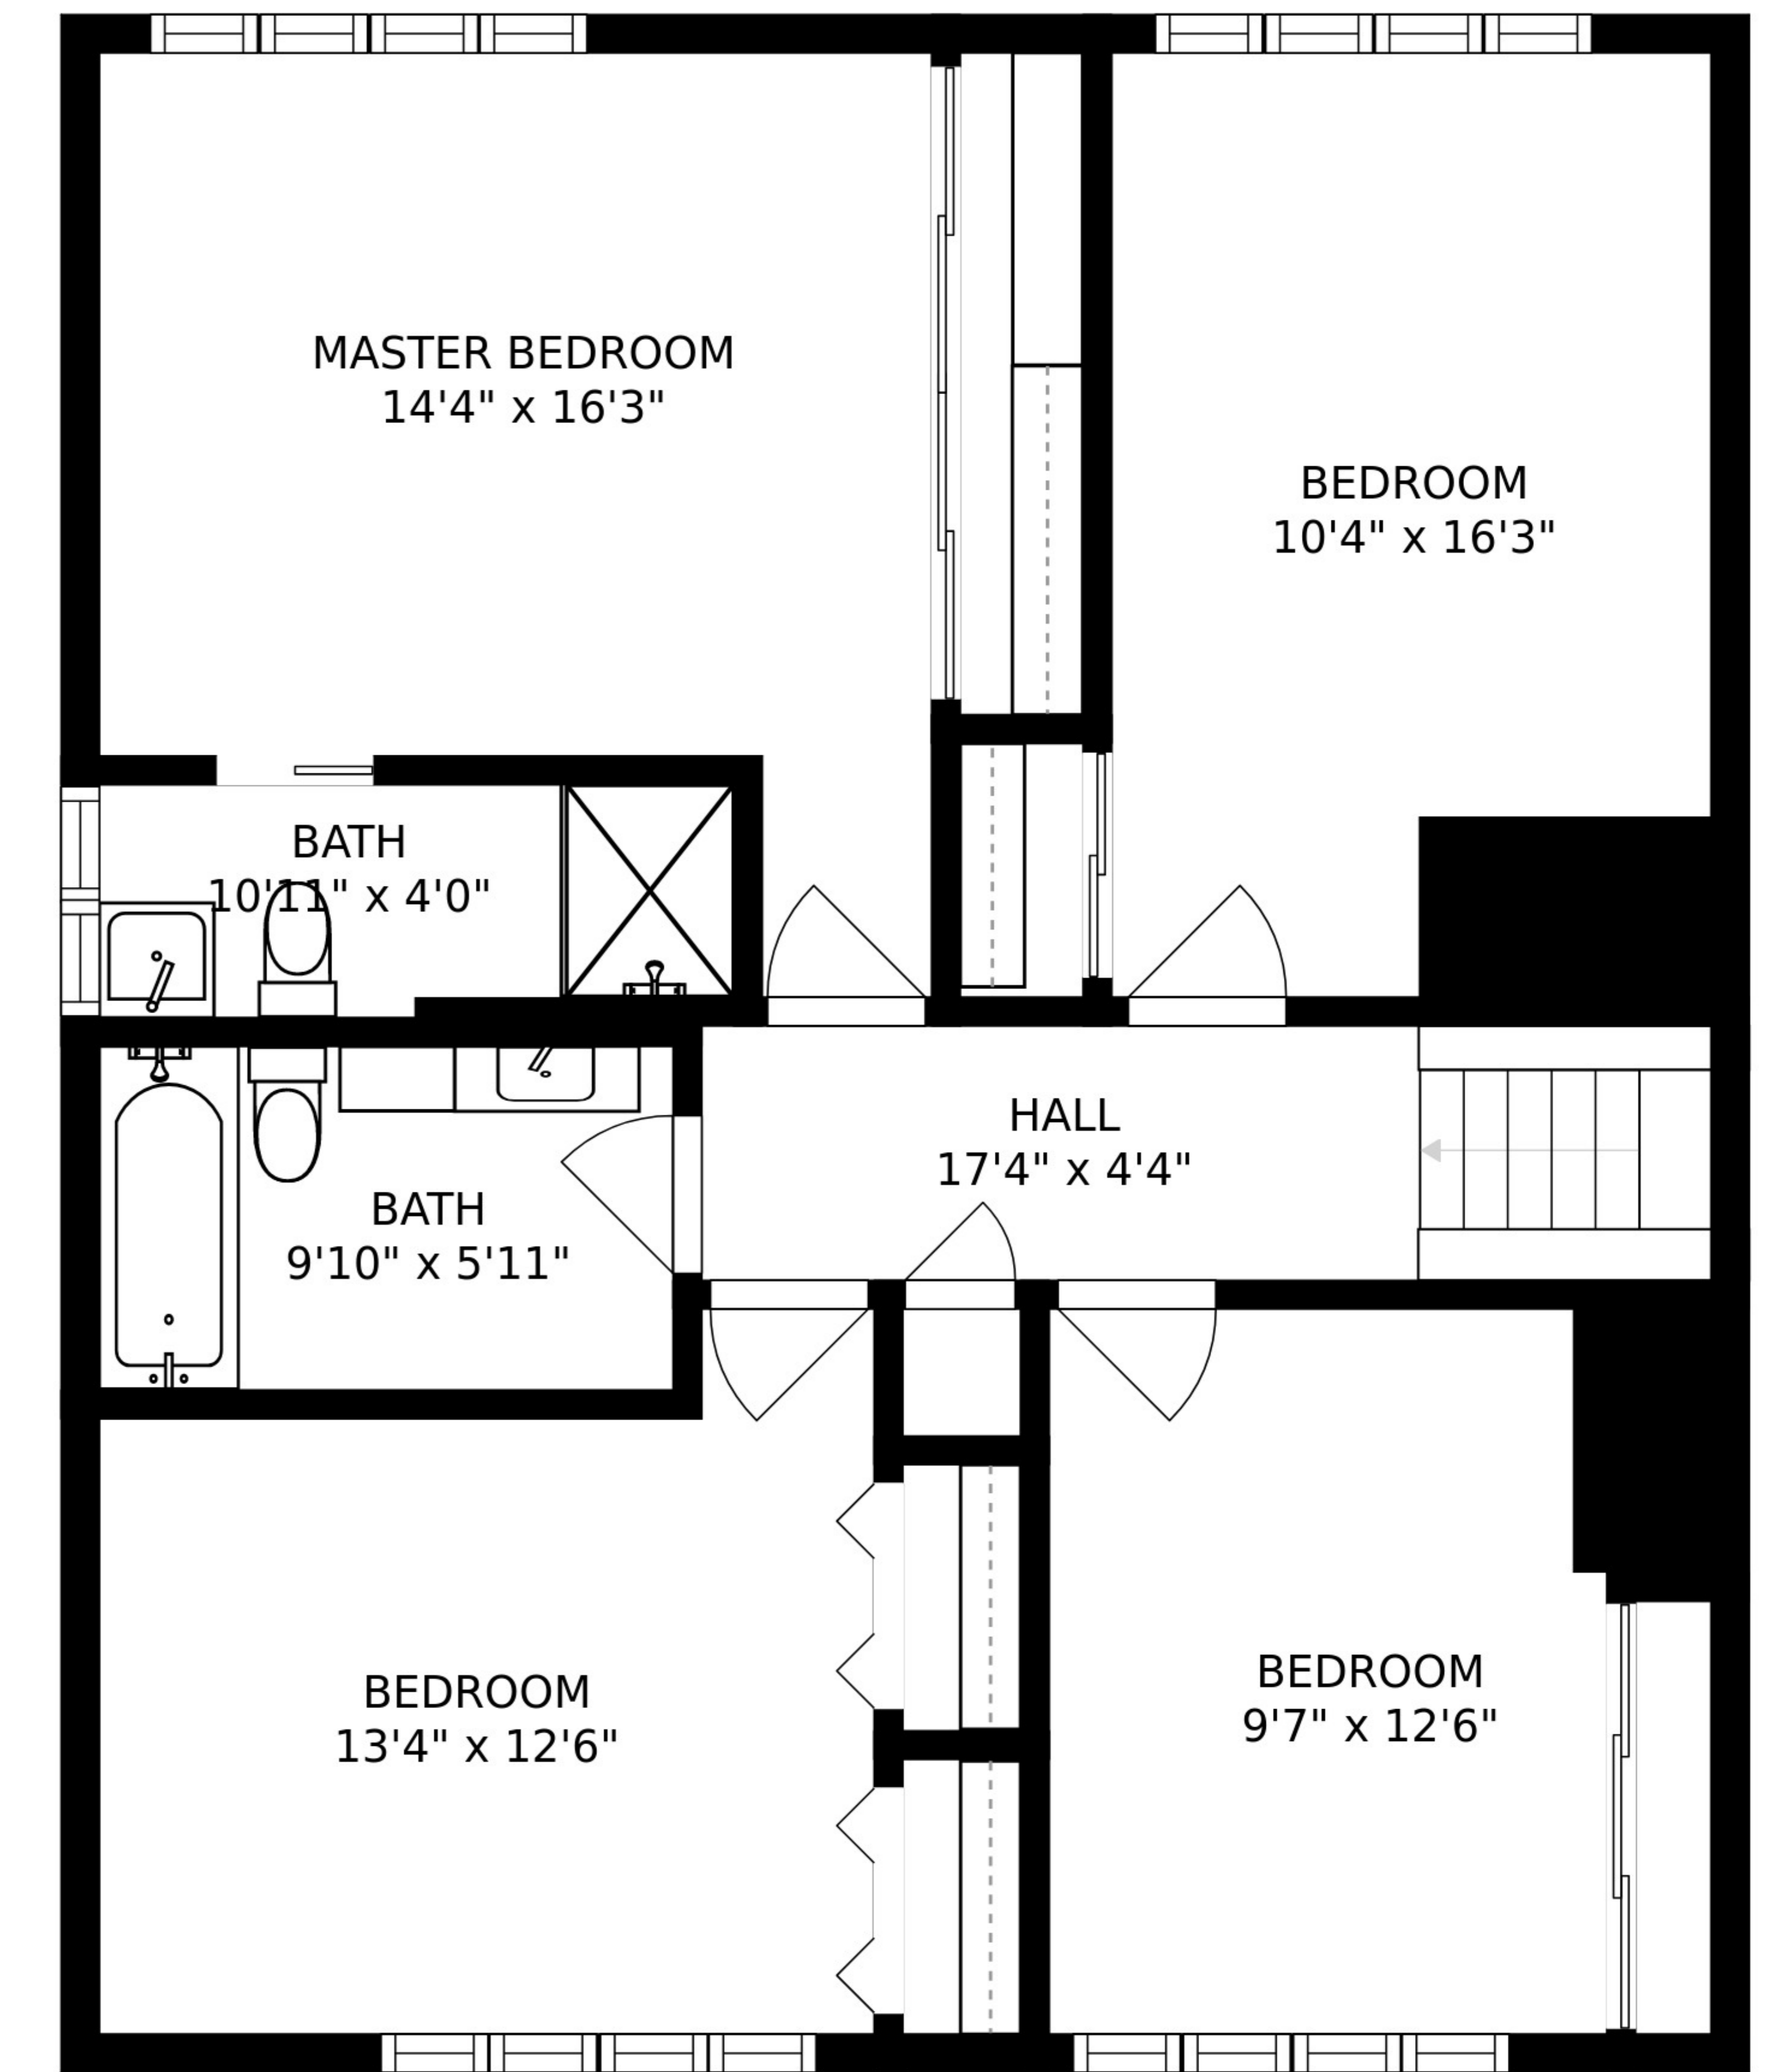 MASTER BEDROOM
14'4" x 16'3"
BEDROOM
10'4" x 16'3"
BATH
10'11" x 4'0"
HALL
17'4" x 4'4"
BATH
9'10" x 5'11"
BEDROOM
13'4" x 12'6"
BEDROOM
9'7" x 12'6"